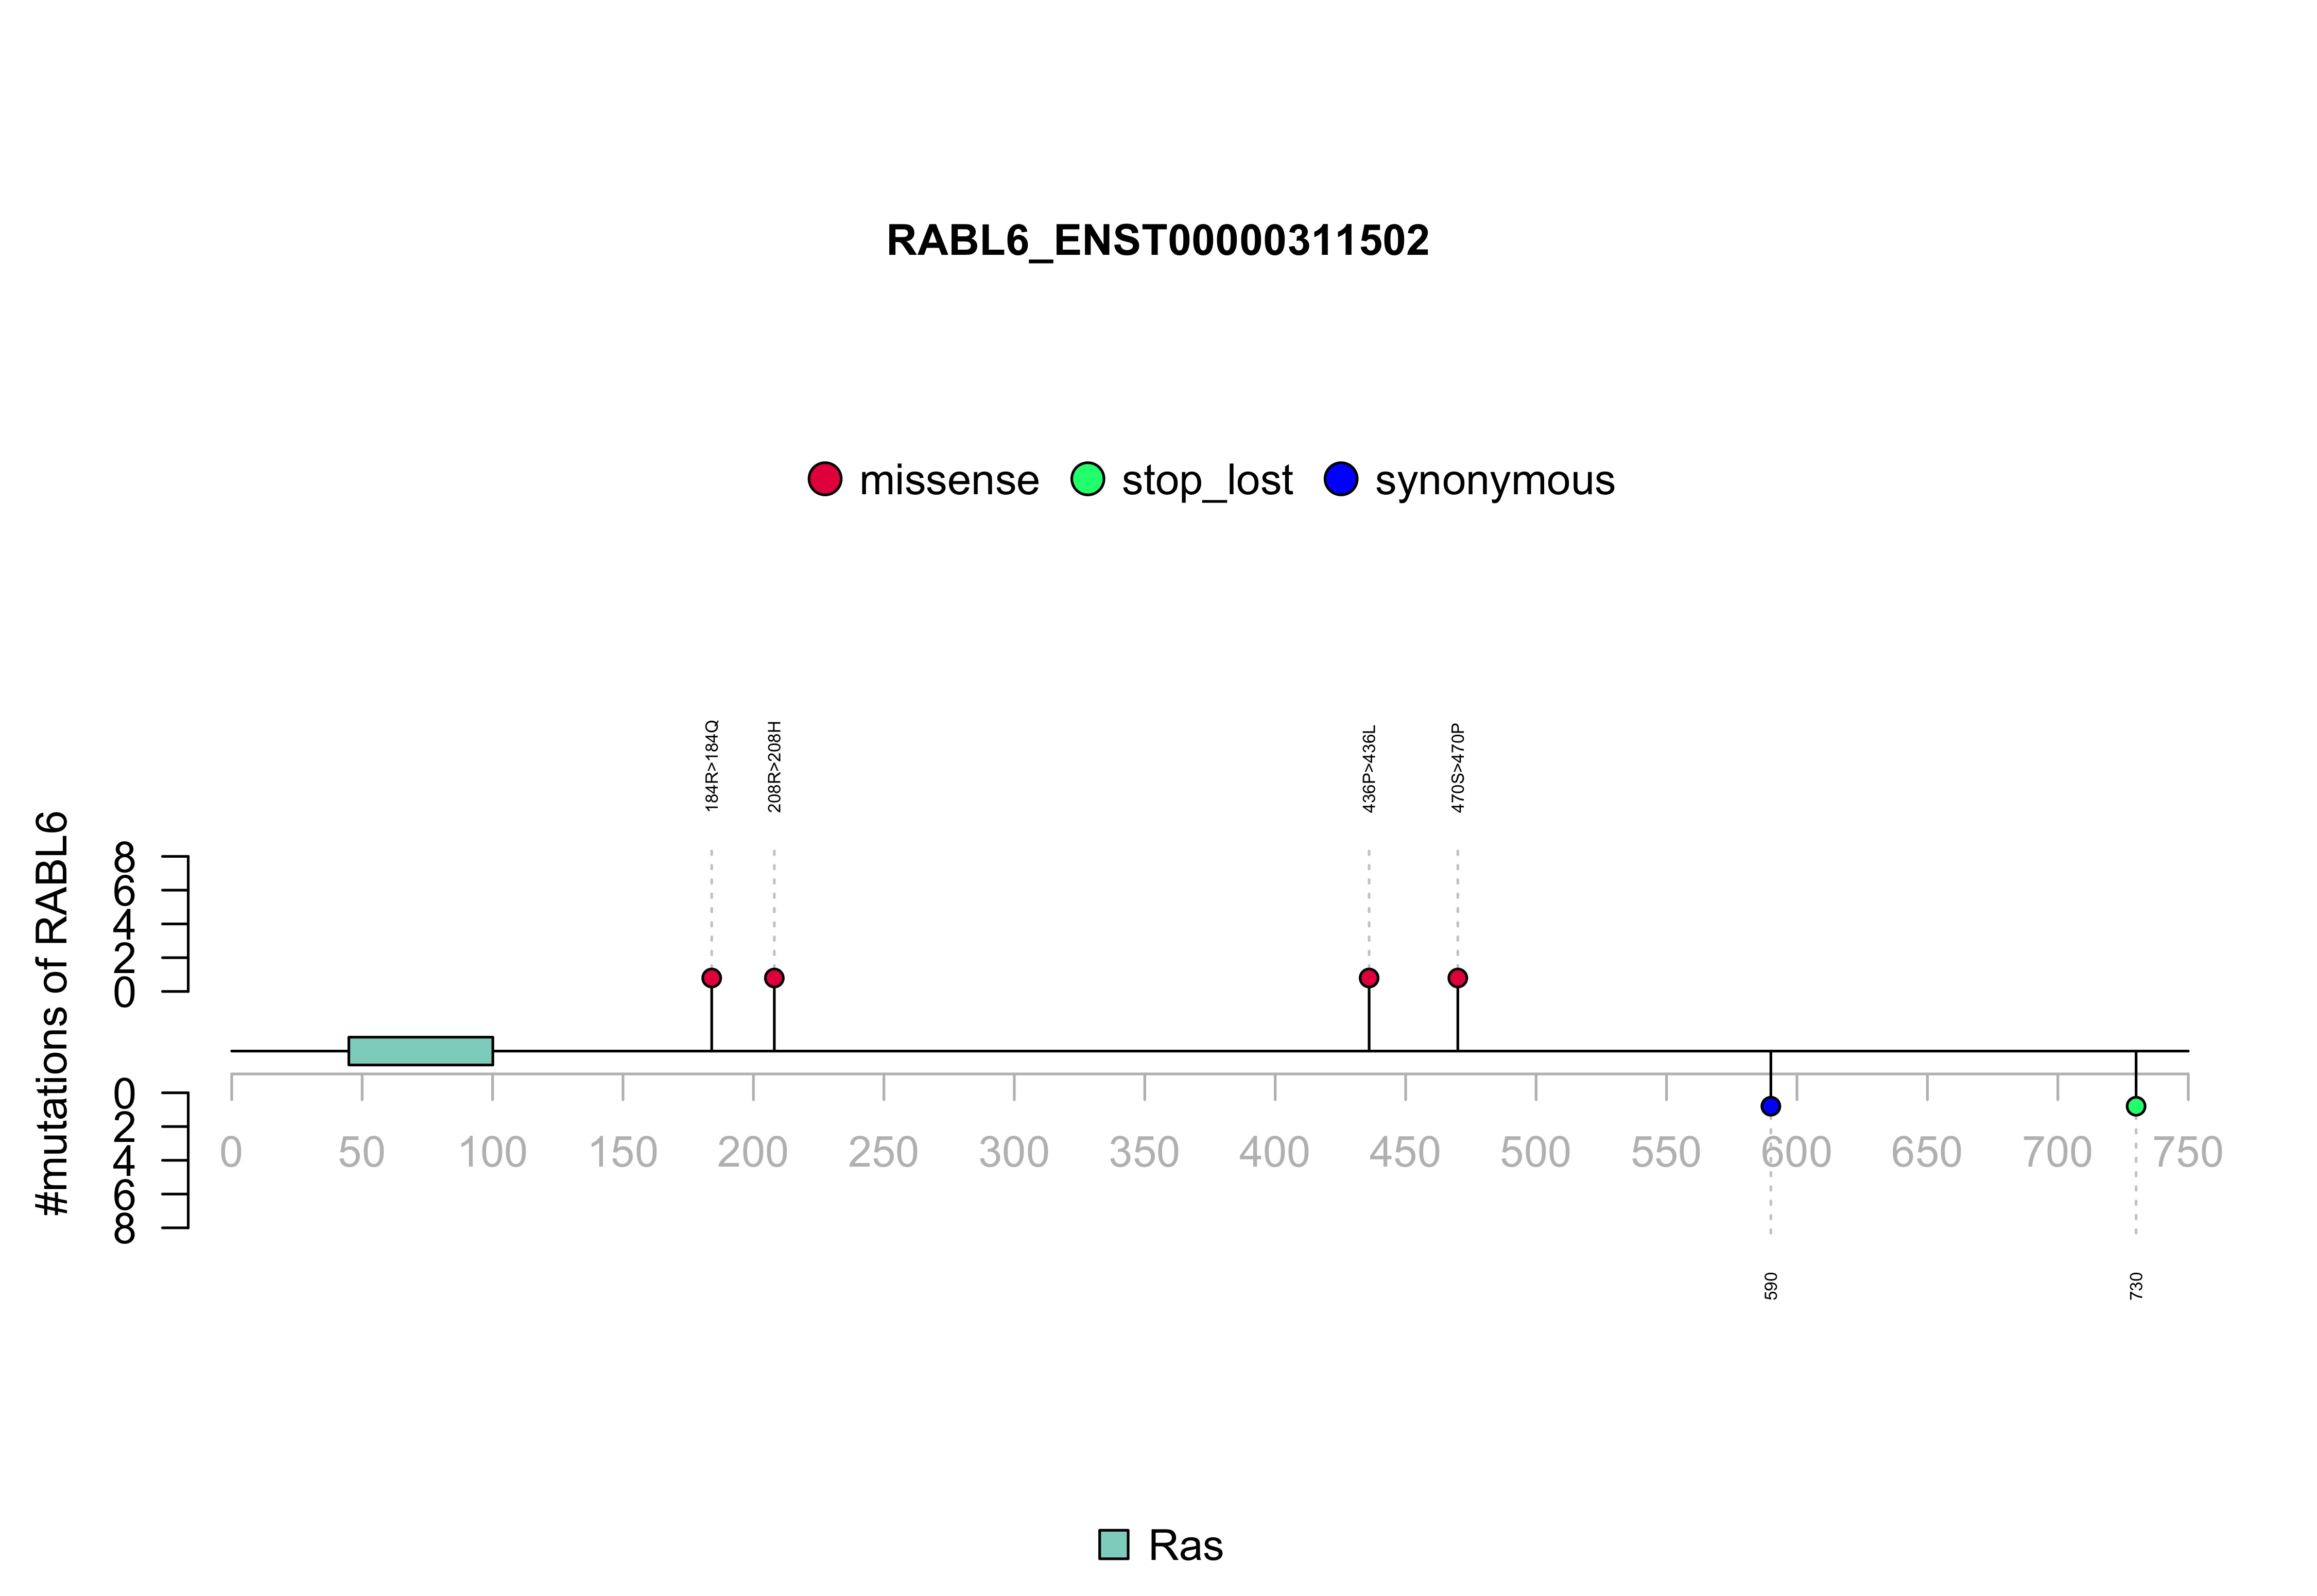 RABL6_ENST00000311502
missense stop_lost synonymous
184R>184Q
208R>208H
436P>436L
470S>470P
#mutations of RABL6
8
6
4
2
0
0
2
4
6
8
0 50 100 150 200 250 300 350 400 450 500 550 600 650 700 750
590
730
Ras